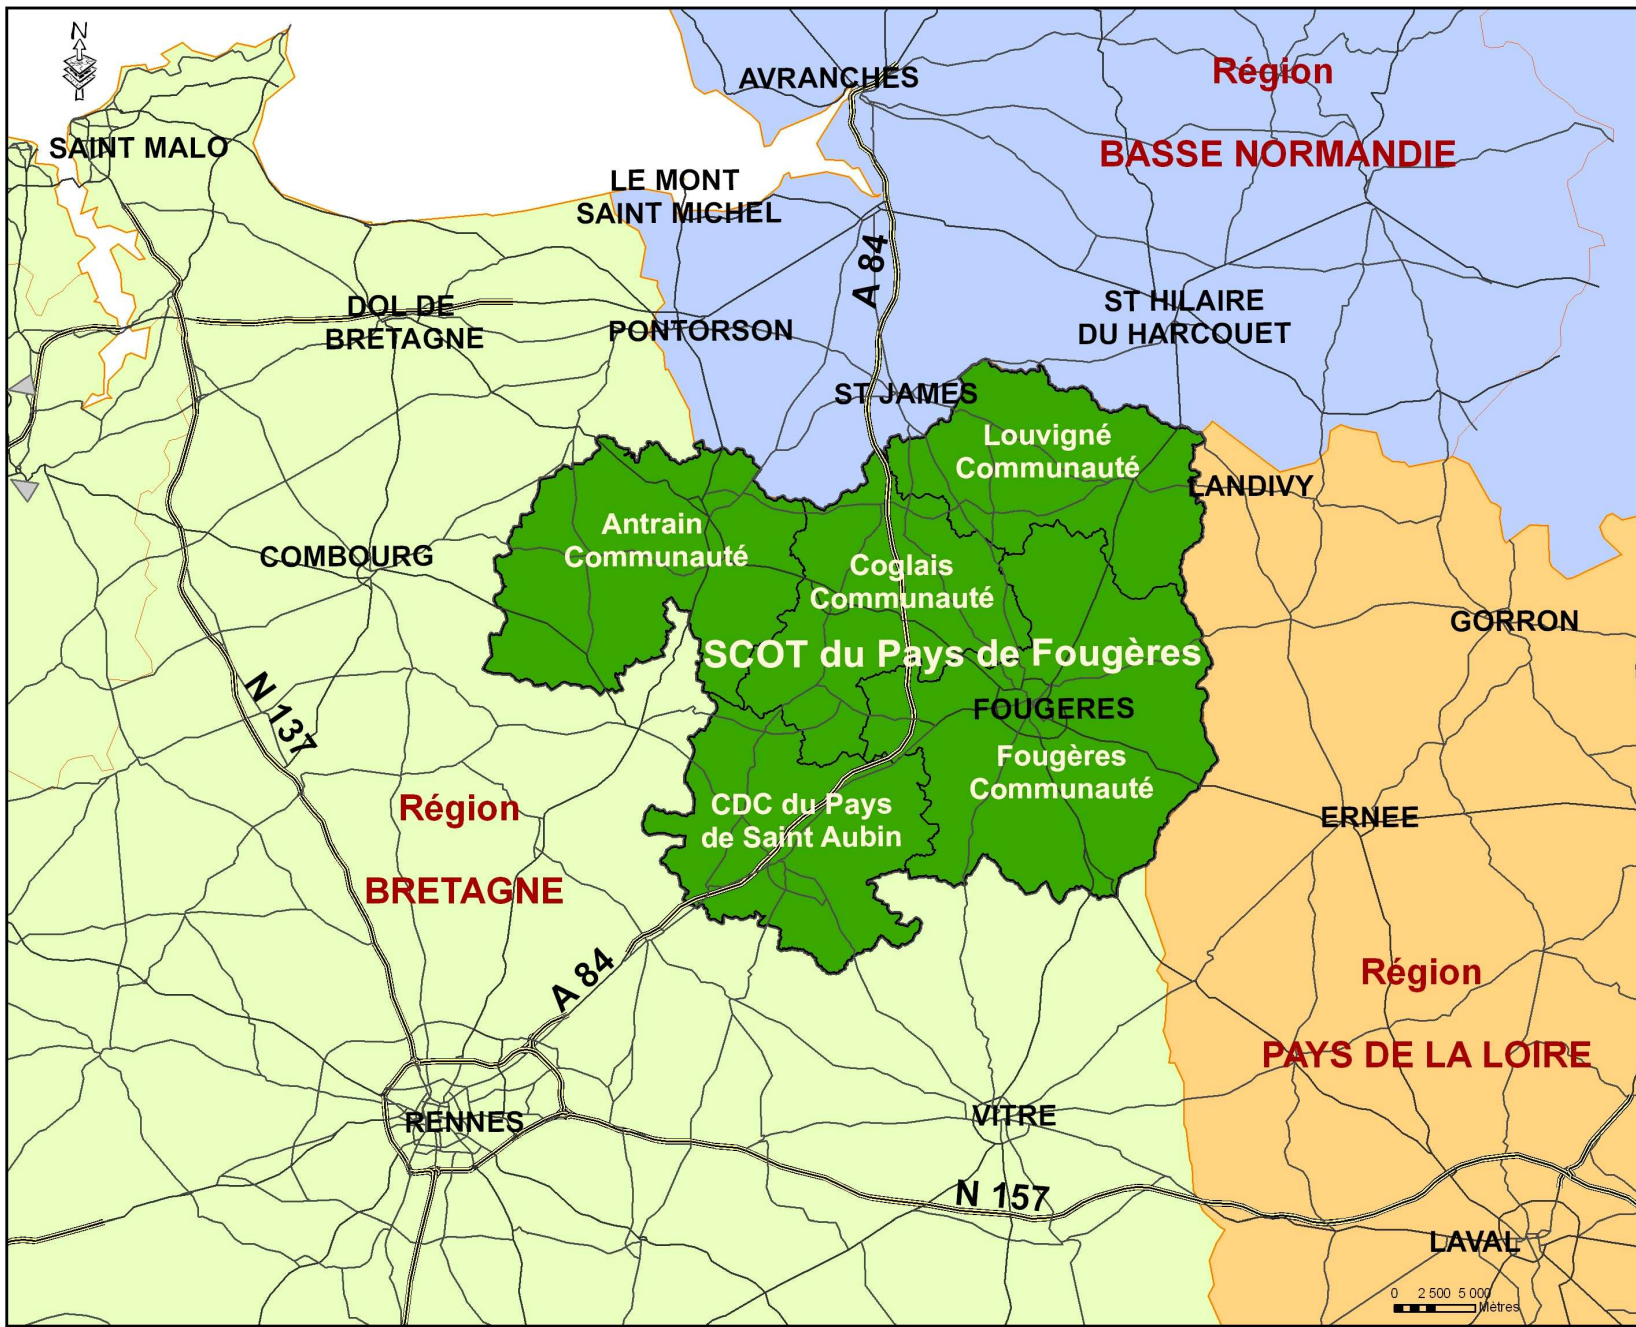 N
AVRANCHES
Région
BASSE NORMANDIE
SAINT MALO
LE MONT
SAINT MICHEL
A 84
DOL DE
BRETAGNE
PONTORSON
ST HILAIRE
DU HARCOUET
ST JAMES
Louvigné
Communauté
LANDIVY
Antrain
Communauté
COMBOURG
Coglais
Communauté
GORRON
SCOT du Pays de Fougères
N 137
FOUGERES
Fougères
Communauté
Région
BRETAGNE
CDC du Pays
de Saint Aubin
ERNEE
A 84
Région
PAYS DE LA LOIRE
RENNES
VITRE
N 157
LAVAL
0 2 500 5 000
Mètres